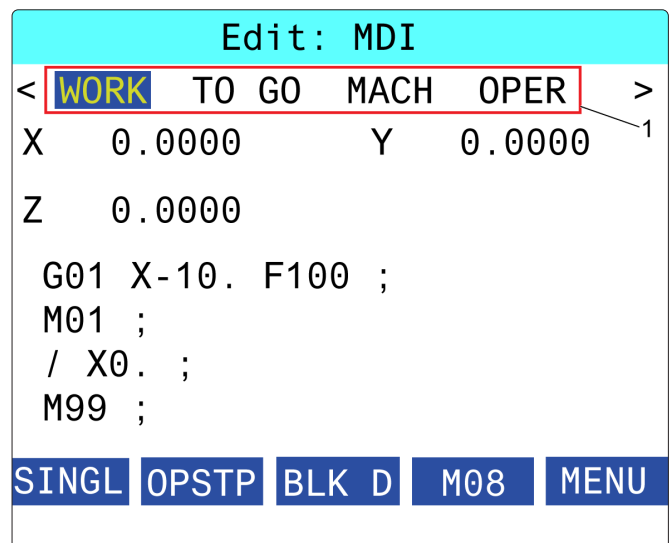 Edit: MDI
< WORK TO GO MACH OPER >
1
X 0.0000 Y 0.0000
Z 0.0000
G01 X-10. F100 ;
M01 ;
/ X0. ;
M99 ;
SINGL OPSTP BLK D M08 MENU